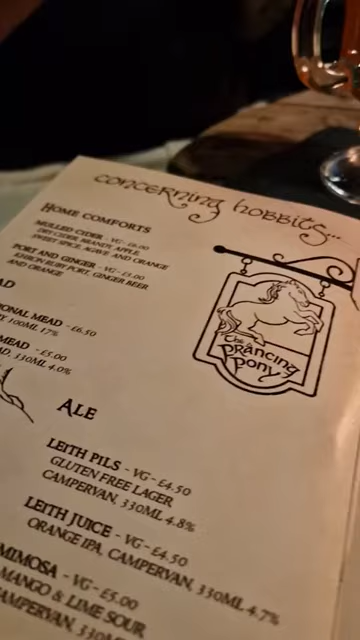 concerning hobbits...
HOME COMFORTS
MULLED CYDER - VG - £6.00
DRY CIDER, BRANDY, APPLE,
SWEET SPICE, AGAVE AND ORANGE
PORT AND GINGER - VG - £5.00
RUBY PORT, GINGER BEER
AND ORANGE
The
PRANCING
PONY
MEAD - £6.50
100ML 17%
MEAD - £5.00
330ML 4.0%
ALE
LEITH PILS - VG - £4.50
GLUTEN FREE LAGER
CAMPERVAN, 330ML 4.8%
LEITH JUICE - VG - £4.50
ORANGE IPA, CAMPERVAN, 330ML 4.7%
MIMOSA - VG - £5.00
MANGO & LIME SOUR,
CAMPERVAN,